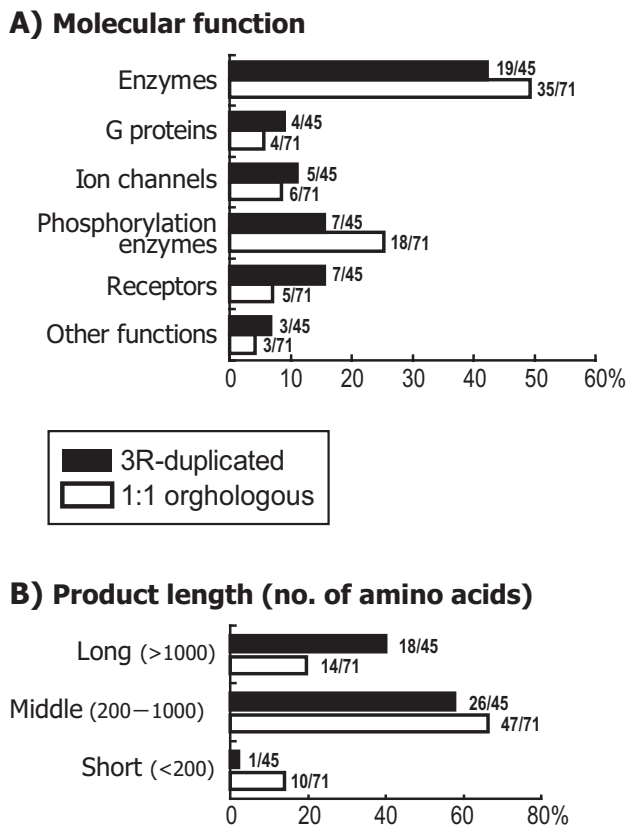 A) Molecular function
Enzymes
19/45
35/71
G proteins
4/45
4/71
Ion channels
5/45
6/71
Phosphorylation
enzymes
7/45
18/71
Receptors
7/45
5/71
Other functions
3/45
3/71
0 10 20 30 40 50 60%
3R-duplicated
1:1 orghologous
B) Product length (no. of amino acids)
Long (>1000)
18/45
14/71
Middle (200−1000)
26/45
47/71
Short (<200)
1/45
10/71
0 20 40 60 80%